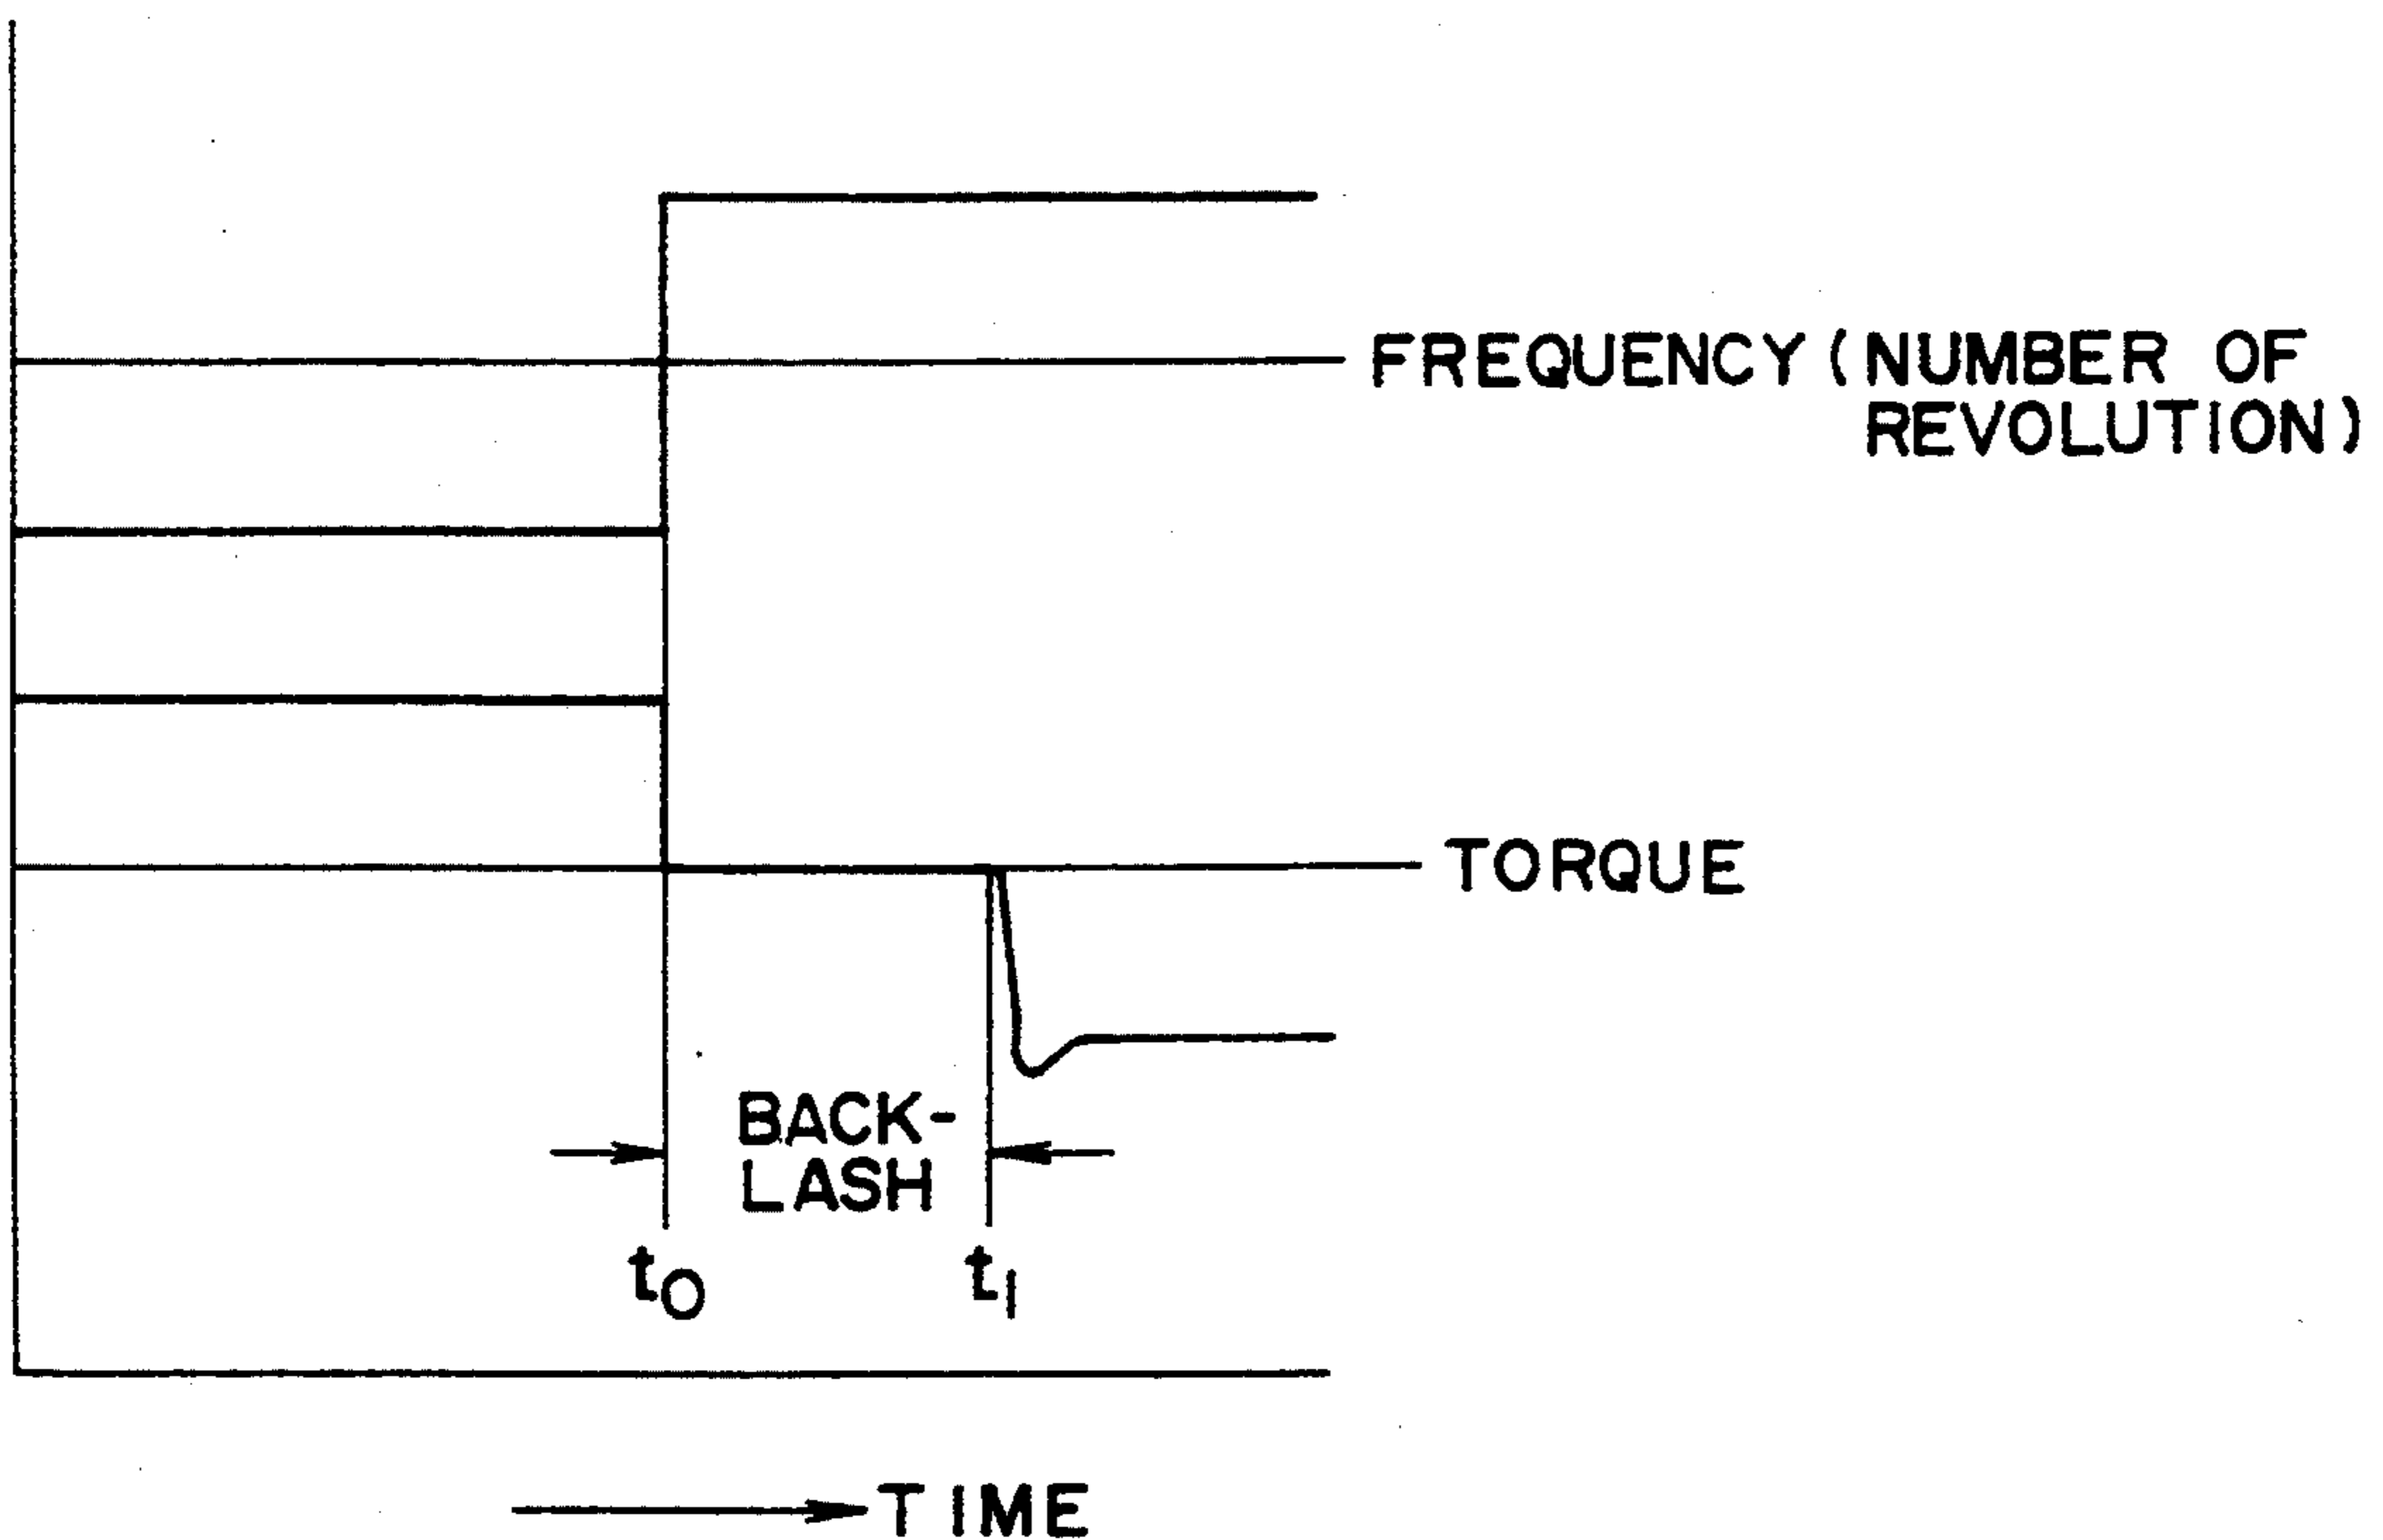 FREQUENCY (NUMBER OF
REVOLUTION)
TORQUE
BACK-
LASH
t0
t1
TIME